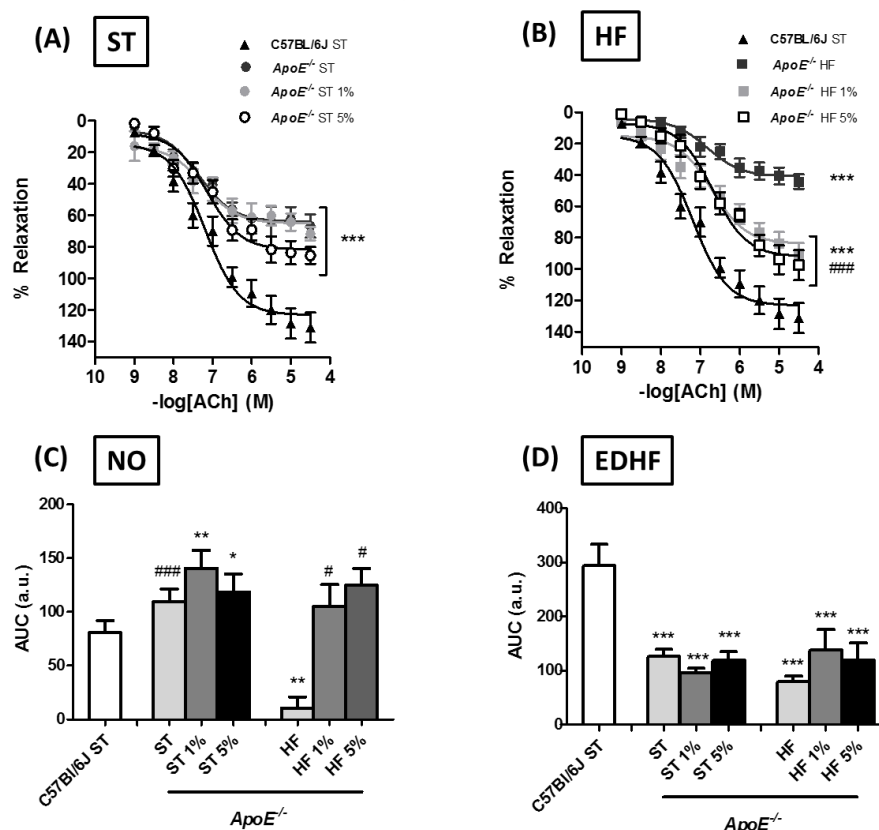 (A) ST
C57BL/6J ST
ApoE-/- ST
ApoE-/- ST 1%
ApoE-/- ST 5%
% Relaxation
0
20
40
60
80
100
120
140
***
10 9 8 7 6 5 4
-log[ACh] (M)
(B) HF
C57BL/6J ST
ApoE-/- HF
ApoE-/- HF 1%
ApoE-/- HF 5%
% Relaxation
0
20
40
60
80
100
120
140
***
***
###
10 9 8 7 6 5 4
-log[ACh] (M)
(C) NO
AUC (a.u.)
200
150
100
50
0
### ** * ** # #
C57Bl/6J ST
ST
ST 1%
ST 5%
HF
HF 1%
HF 5%
ApoE-/-
(D) EDHF
AUC (a.u.)
400
300
200
100
0
*** *** *** *** *** ***
C57Bl/6J ST
ST
ST 1%
ST 5%
HF
HF 1%
HF 5%
ApoE-/-